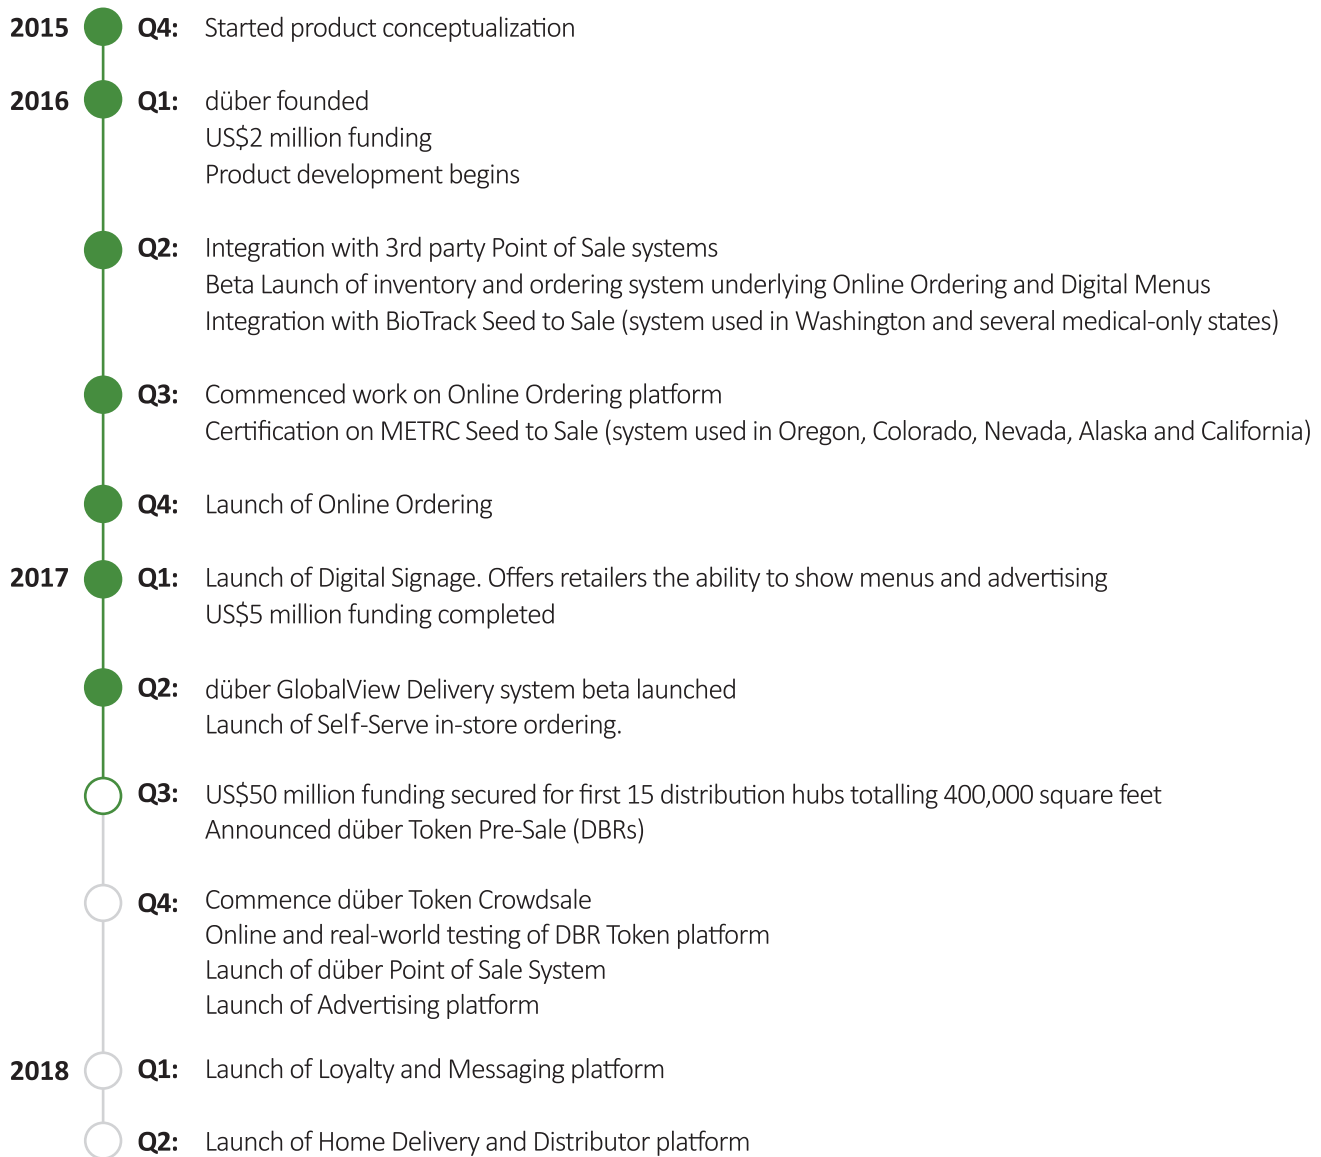 2015 Q4: Started product conceptualization
2016 Q1: düber founded
US$2 million funding
Product development begins
Q2: Integration with 3rd party Point of Sale systems
Beta Launch of inventory and ordering system underlying Online Ordering and Digital Menus
Integration with BioTrack Seed to Sale (system used in Washington and several medical-only states)
Q3: Commenced work on Online Ordering platform
Certification on METRC Seed to Sale (system used in Oregon, Colorado, Nevada, Alaska and California)
Q4: Launch of Online Ordering
2017 Q1: Launch of Digital Signage. Offers retailers the ability to show menus and advertising
US$5 million funding completed
Q2: düber GlobalView Delivery system beta launched
Launch of Self-Serve in-store ordering.
Q3: US$50 million funding secured for first 15 distribution hubs totalling 400,000 square feet
Announced düber Token Pre-Sale (DBRs)
Q4: Commence düber Token Crowdsale
Online and real-world testing of DBR Token platform
Launch of düber Point of Sale System
Launch of Advertising platform
2018 Q1: Launch of Loyalty and Messaging platform
Q2: Launch of Home Delivery and Distributor platform